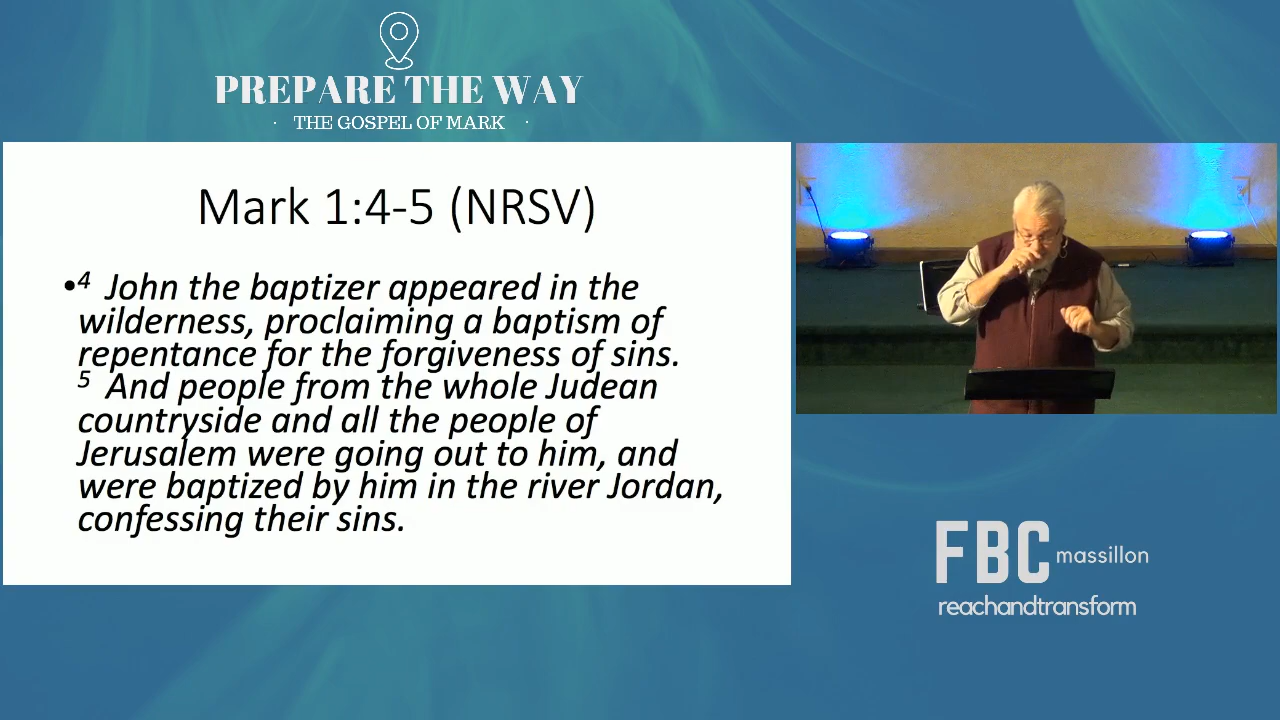 PREPARE THE WAY
· THE GOSPEL OF MARK ·
Mark 1:4-5 (NRSV)
•4 John the baptizer appeared in the
wilderness, proclaiming a baptism of
repentance for the forgiveness of sins.
5 And people from the whole Judean
countryside and all the people of
Jerusalem were going out to him, and
were baptized by him in the river Jordan,
confessing their sins.
FBC massillon
reachandtransform